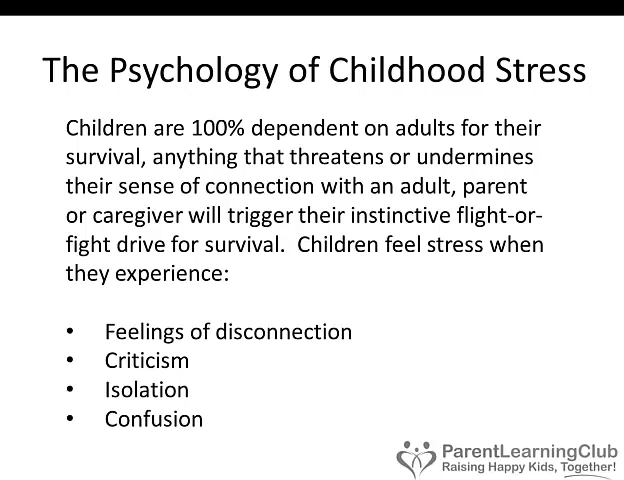 The Psychology of Childhood Stress
Children are 100% dependent on adults for their
survival, anything that threatens or undermines
their sense of connection with an adult, parent
or caregiver will trigger their instinctive flight-or-
fight drive for survival.  Children feel stress when
they experience:
• Feelings of disconnection
• Criticism
• Isolation
• Confusion
ParentLearningClub
Raising Happy Kids, Together!